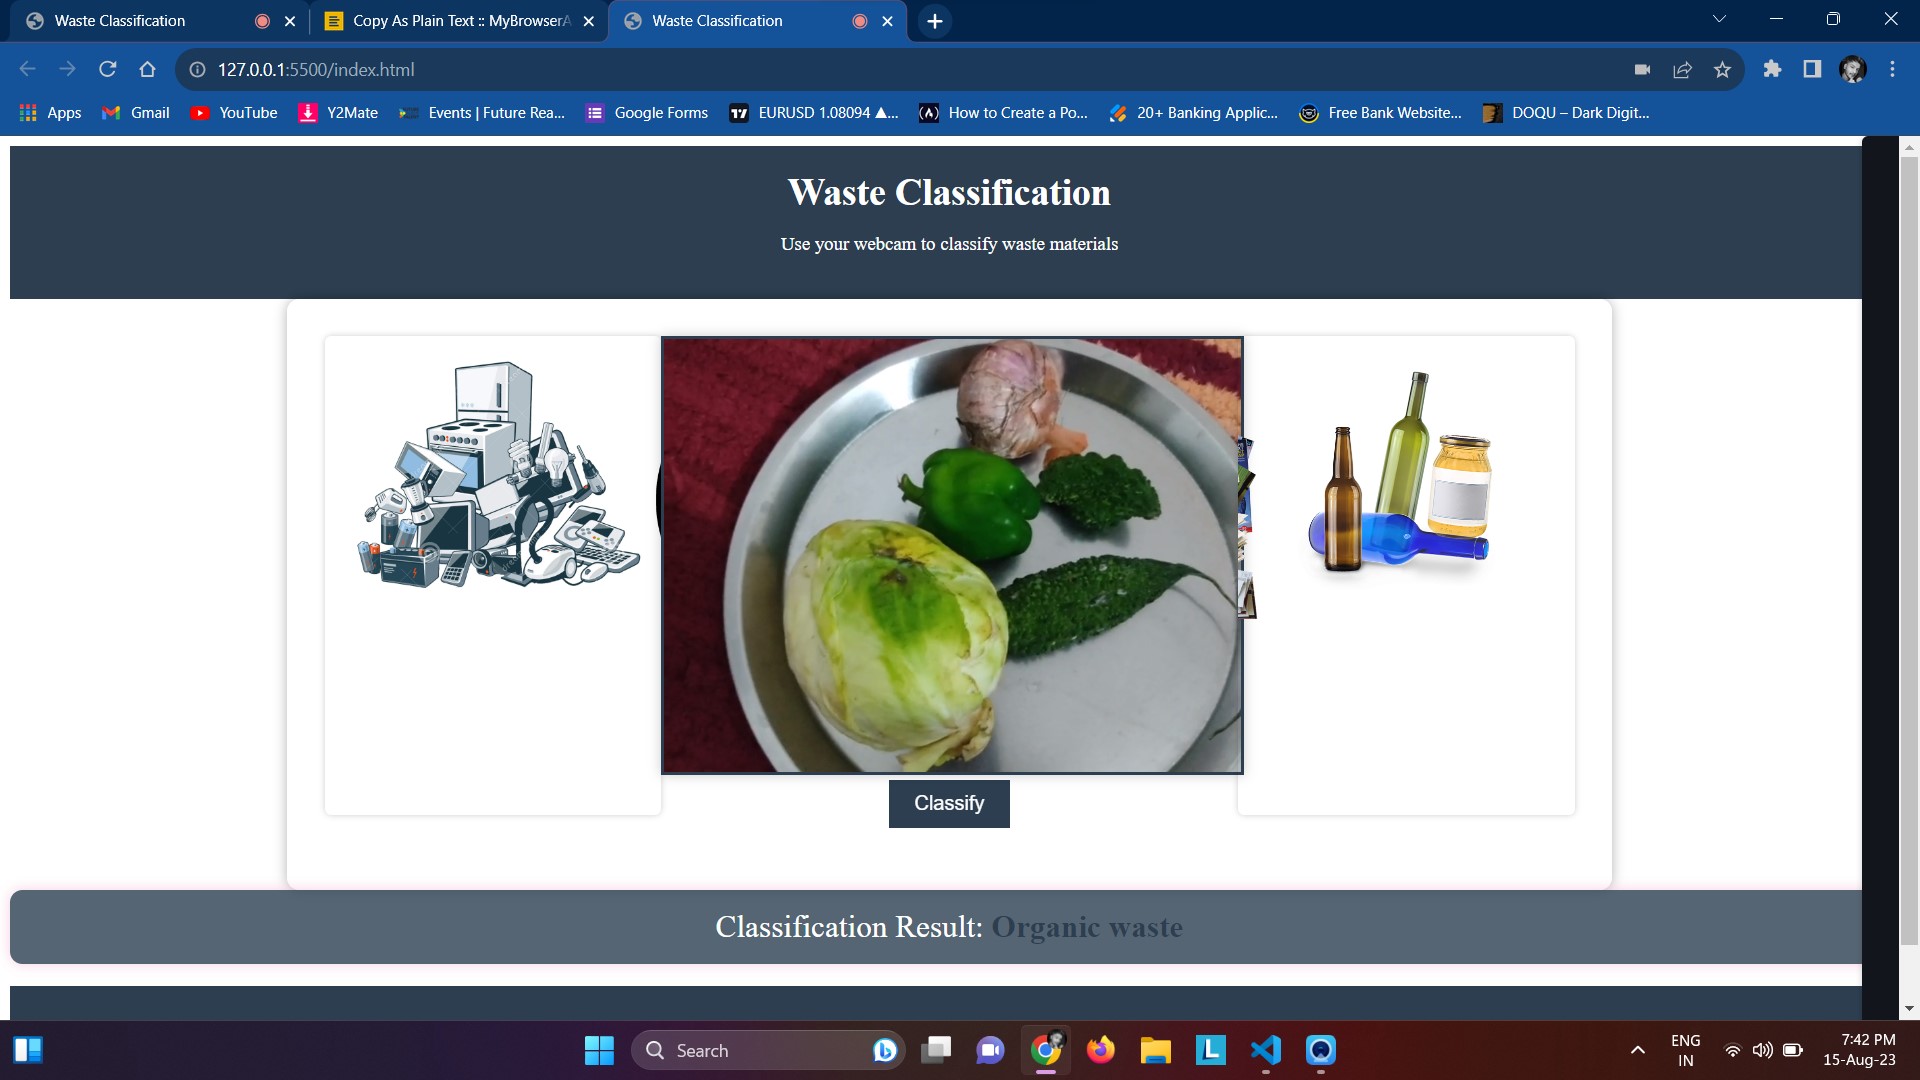 Waste Classification
Copy As Plain Text :: MyBrowserA
Waste Classification
127.0.0.1:5500/index.html
Apps
Gmail
YouTube
Y2Mate
Events | Future Rea...
Google Forms
EURUSD 1.08094 ▲...
How to Create a Po...
20+ Banking Applic...
Free Bank Website...
DOQU – Dark Digit...
Waste Classification
Use your webcam to classify waste materials
Classify
Classification Result: Organic waste
Search
ENG
IN
7:42 PM
15-Aug-23